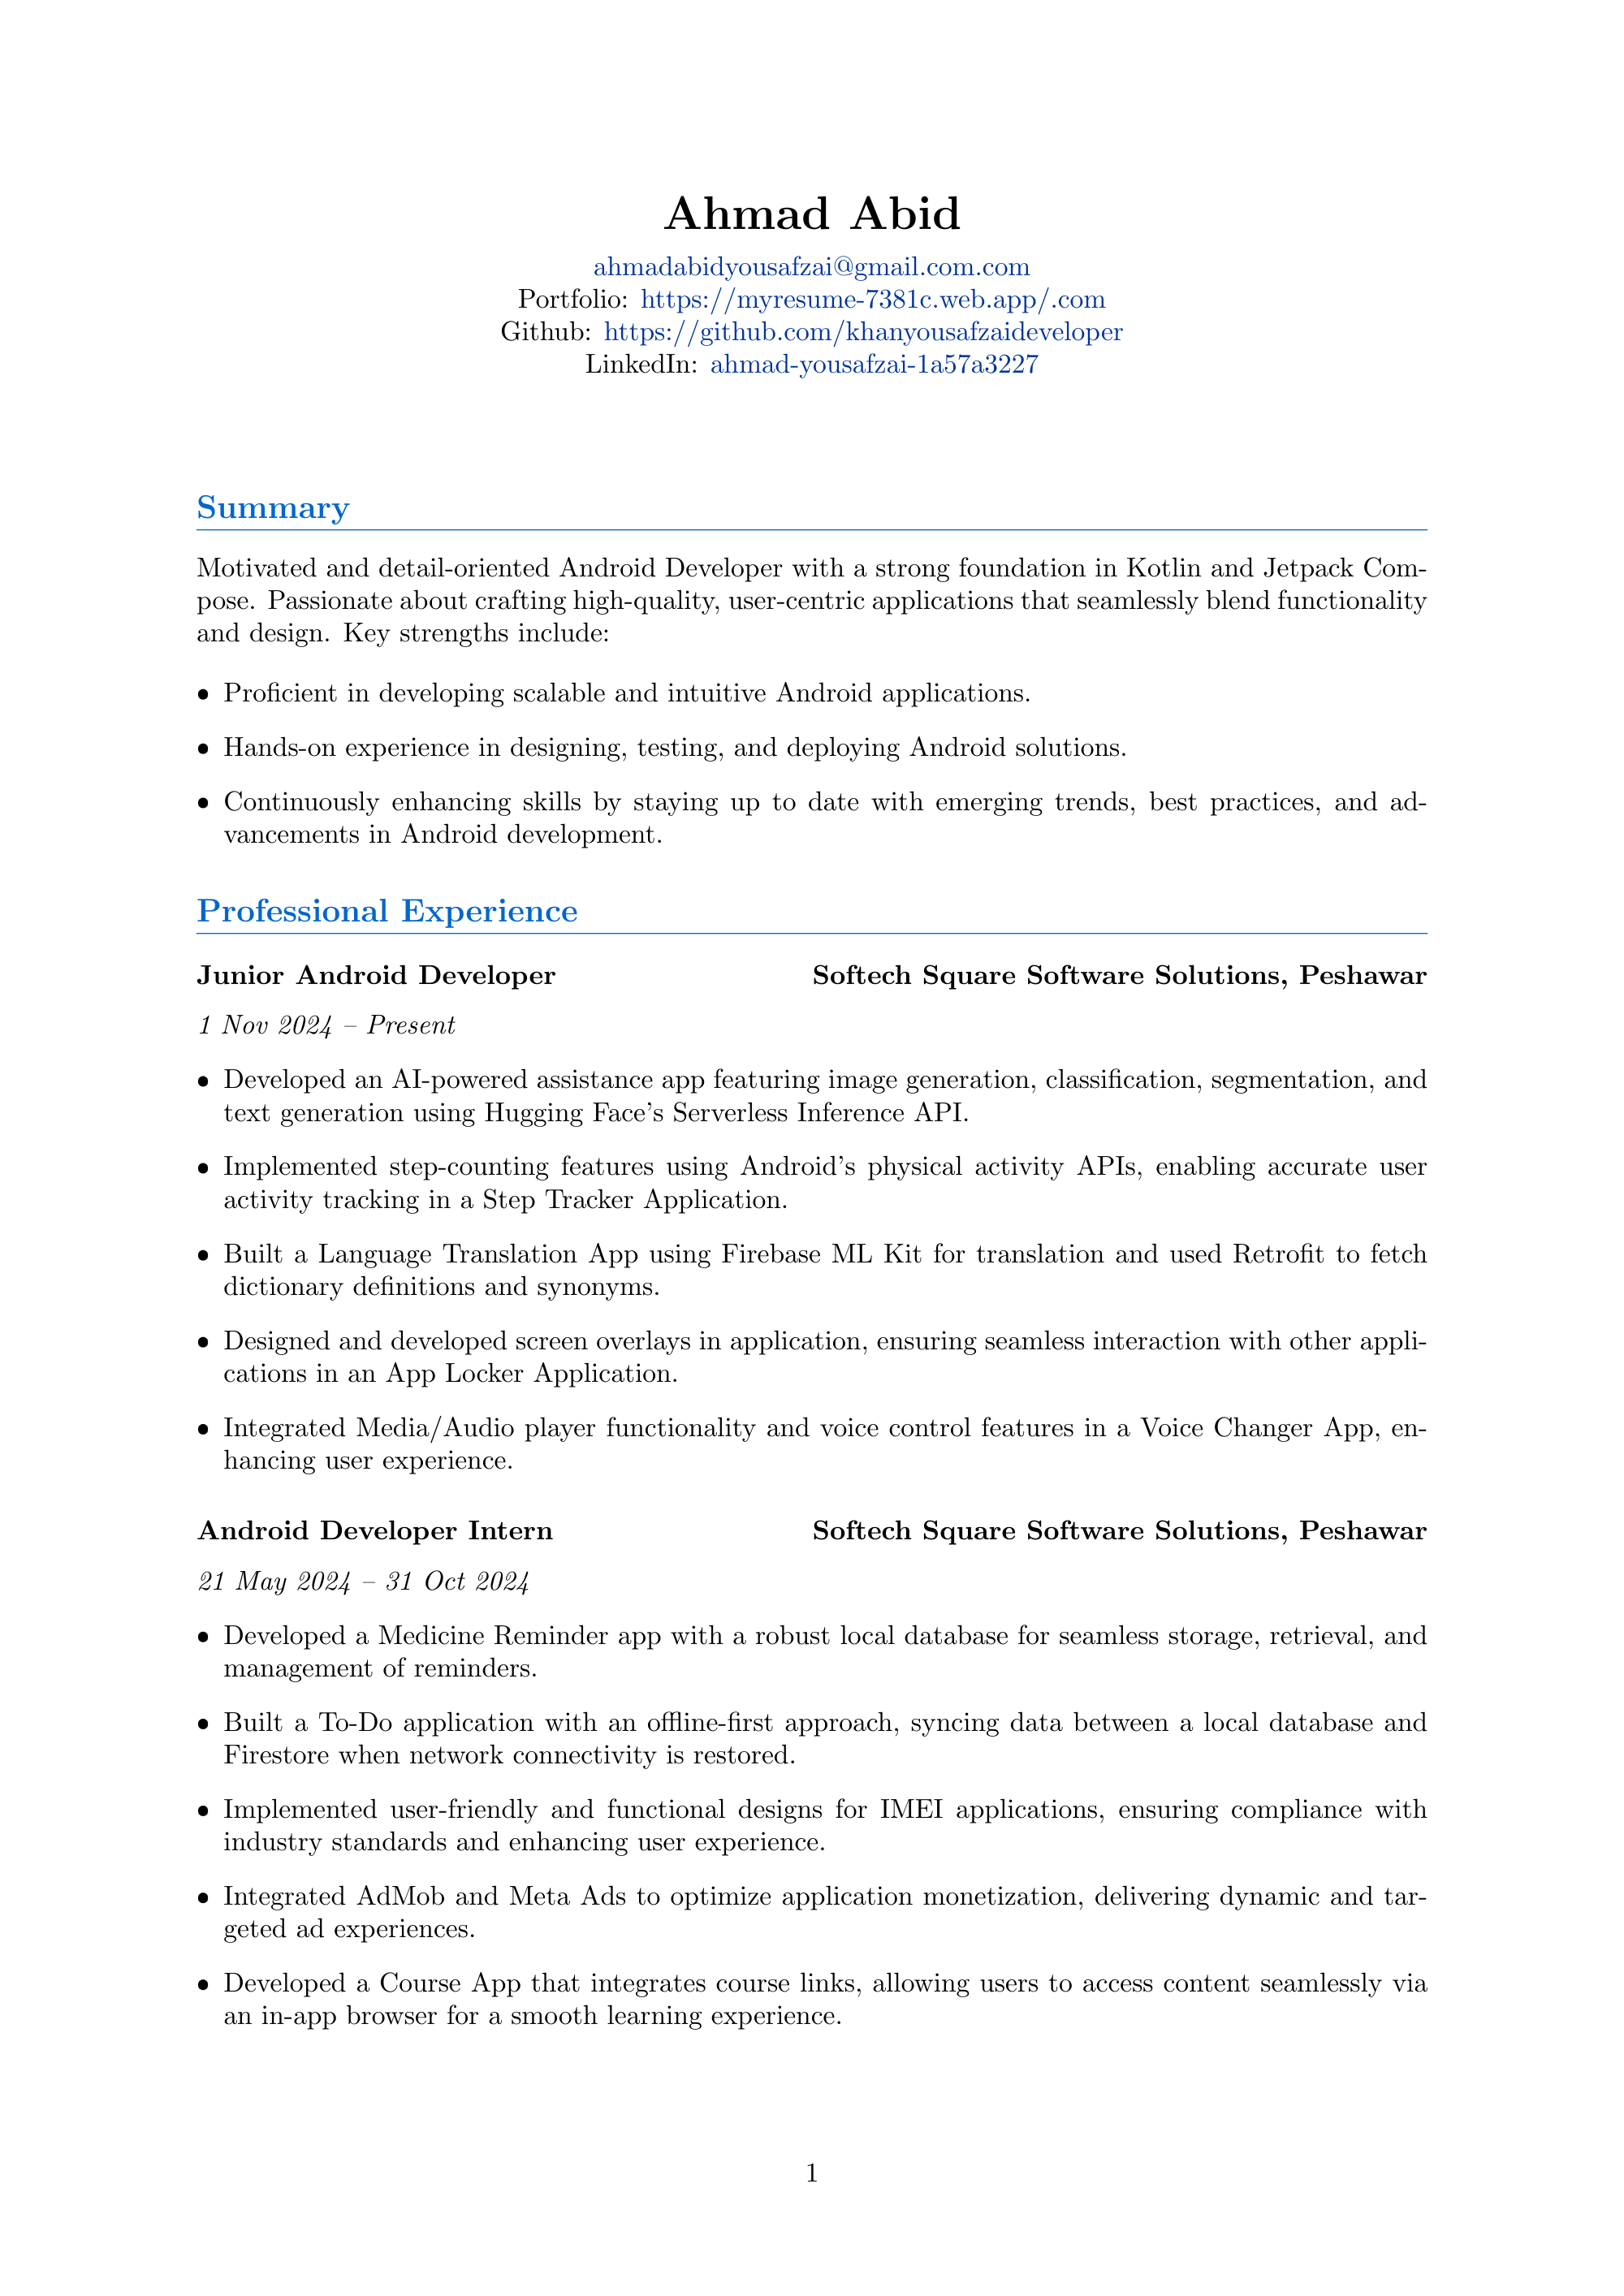 Ahmad Abid
ahmadabidyousafzai@gmail.com.com
Portfolio: https://myresume-7381c.web.app/.com
Github: https://github.com/khanyousafzaideveloper
LinkedIn: ahmad-yousafzai-1a57a3227
Summary
Motivated and detail-oriented Android Developer with a strong foundation in Kotlin and Jetpack Com-
pose. Passionate about crafting high-quality, user-centric applications that seamlessly blend functionality
and design. Key strengths include:
• Proficient in developing scalable and intuitive Android applications.
• Hands-on experience in designing, testing, and deploying Android solutions.
• Continuously enhancing skills by staying up to date with emerging trends, best practices, and ad-
vancements in Android development.
Professional Experience
Junior Android Developer Softech Square Software Solutions, Peshawar
1 Nov 2024 – Present
• Developed an AI-powered assistance app featuring image generation, classification, segmentation, and
text generation using Hugging Face's Serverless Inference API.
• Implemented step-counting features using Android's physical activity APIs, enabling accurate user
activity tracking in a Step Tracker Application.
• Built a Language Translation App using Firebase ML Kit for translation and used Retrofit to fetch
dictionary definitions and synonyms.
• Designed and developed screen overlays in application, ensuring seamless interaction with other appli-
cations in an App Locker Application.
• Integrated Media/Audio player functionality and voice control features in a Voice Changer App, en-
hancing user experience.
Android Developer Intern Softech Square Software Solutions, Peshawar
21 May 2024 – 31 Oct 2024
• Developed a Medicine Reminder app with a robust local database for seamless storage, retrieval, and
management of reminders.
• Built a To-Do application with an offline-first approach, syncing data between a local database and
Firestore when network connectivity is restored.
• Implemented user-friendly and functional designs for IMEI applications, ensuring compliance with
industry standards and enhancing user experience.
• Integrated AdMob and Meta Ads to optimize application monetization, delivering dynamic and tar-
geted ad experiences.
• Developed a Course App that integrates course links, allowing users to access content seamlessly via
an in-app browser for a smooth learning experience.
1